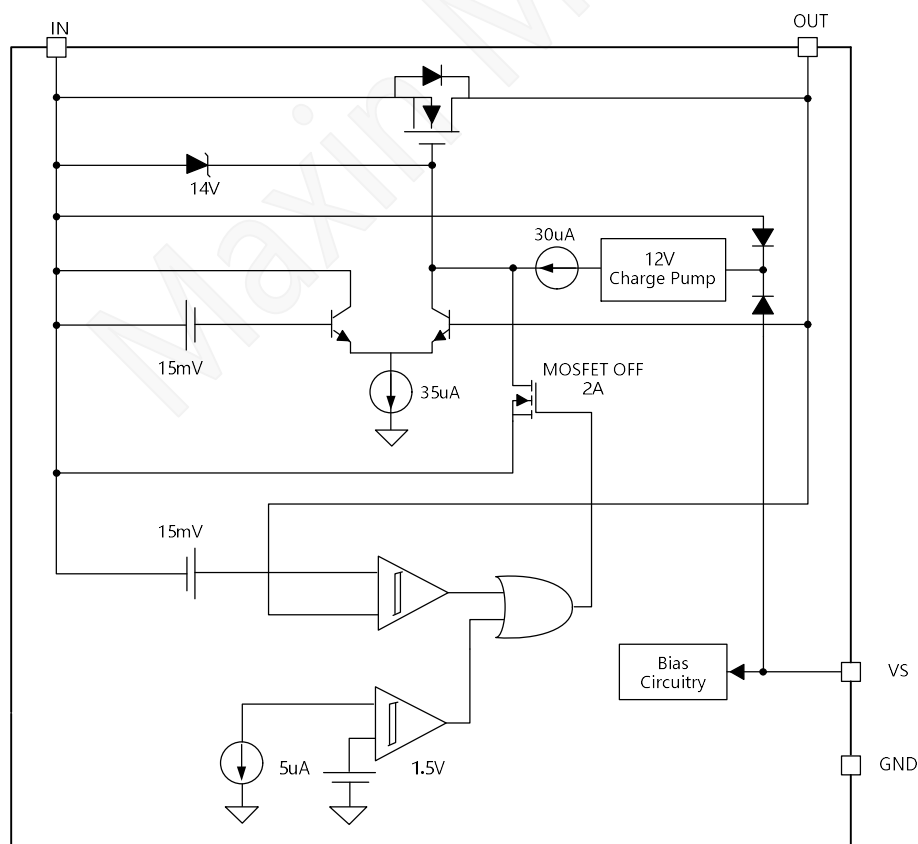 IN
OUT
14V
30uA
12V
Charge Pump
15mV
35uA
MOSFET OFF
2A
15mV
Bias
Circuitry
VS
5uA
1.5V
GND
Maxin M